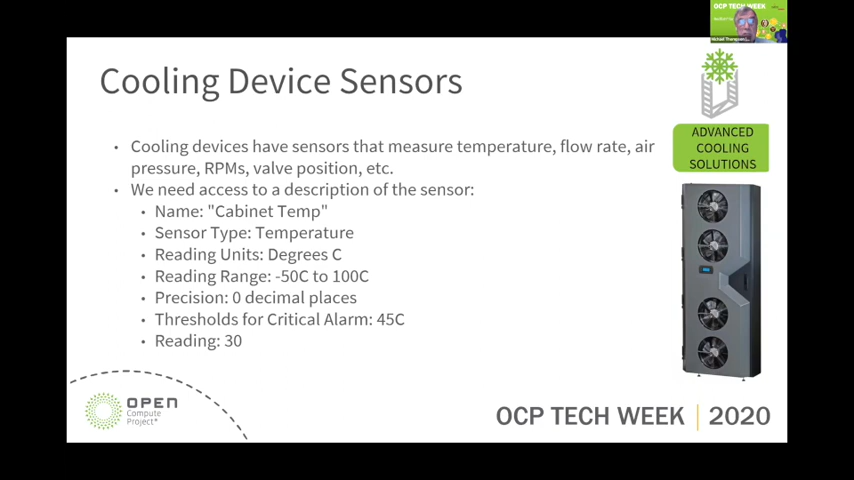 OCP TECH WEEK
Cooling Device Sensors
ADVANCED
COOLING
SOLUTIONS
• Cooling devices have sensors that measure temperature, flow rate, air
pressure, RPMs, valve position, etc.
• We need access to a description of the sensor:
• Name: "Cabinet Temp"
• Sensor Type: Temperature
• Reading Units: Degrees C
• Reading Range: -50C to 100C
• Precision: 0 decimal places
• Thresholds for Critical Alarm: 45C
• Reading: 30
OPEN
Compute
Project®
OCP TECH WEEK | 2020